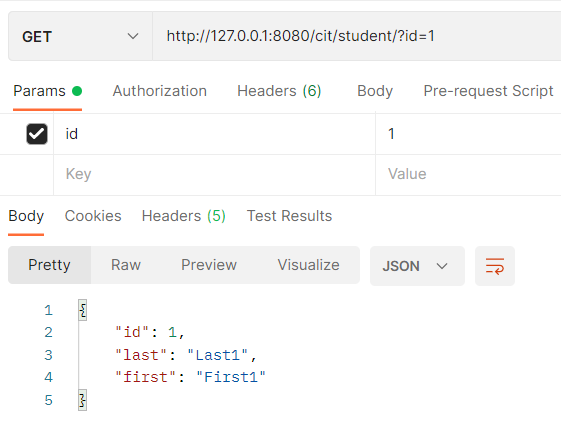 GET http://127.0.0.1:8080/cit/student/?id=1
Params Authorization Headers (6) Body Pre-request Script
id 1
Key Value
Body Cookies Headers (5) Test Results
Pretty Raw Preview Visualize JSON
1 {
2 "id": 1,
3 "last": "Last1",
4 "first": "First1"
5 }